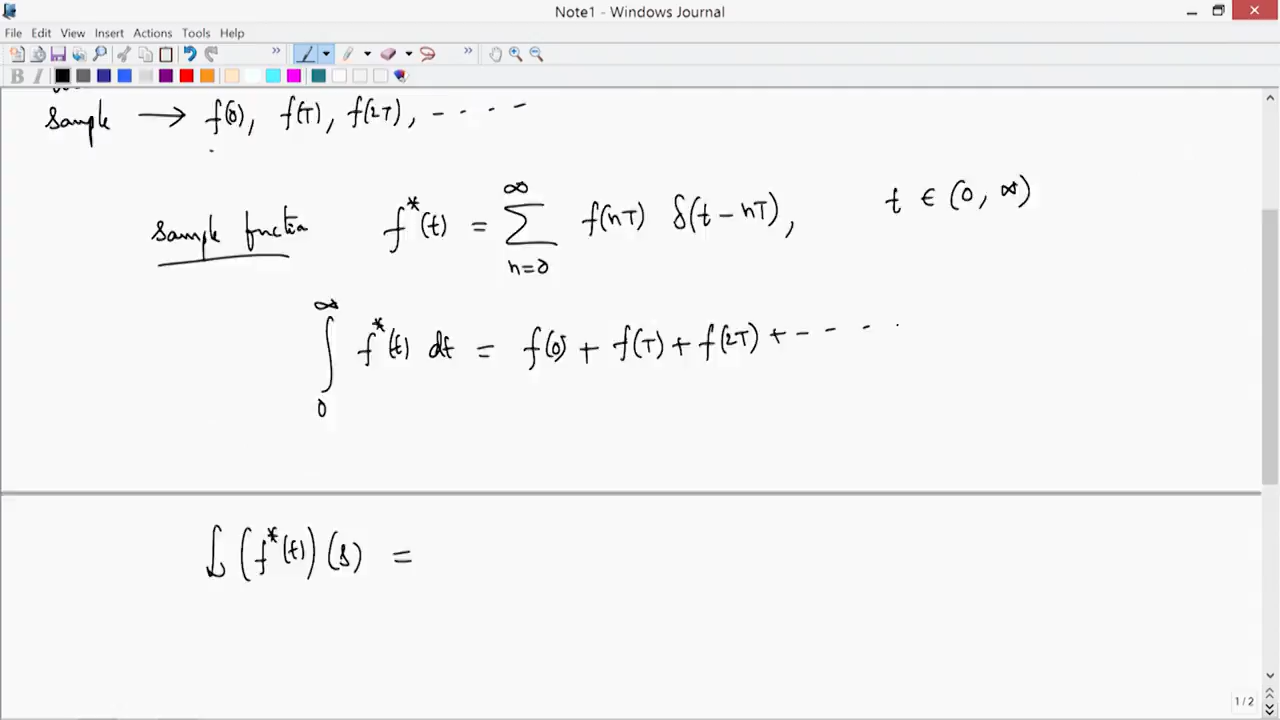 Note1 - Windows Journal
File Edit View Insert Actions Tools Help
B I
Sample → f(0), f(T), f(2T), - - - -
Sample function f*(t) = ∑_{n=0}^{∞} f(nT) δ(t - nT), t ∈ (0, ∞)
∫_{0}^{∞} f*(t) dt = f(0) + f(T) + f(2T) + - - - -
L(f*(t))(s) =
1 / 2